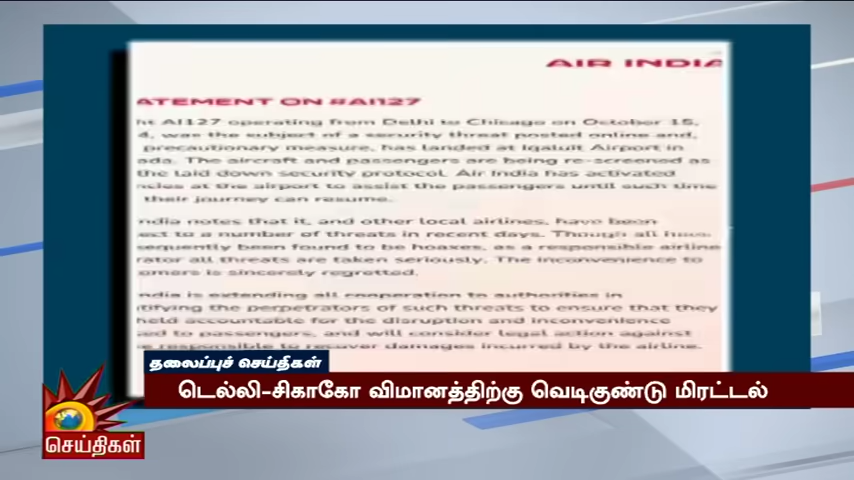 AIR INDIA
ATEMENT ON #AI127
ht AI127 operating from Delhi to Chicago on October 15,
4, was the subject of a security threat posted online and,
precautionary measure, has landed at Iqaluit Airport in
ada. The aircraft and passengers are being re-screened as
the laid down security protocol. Air India has activated
ncies at the airport to assist the passengers until such time
their journey can resume.
ndia notes that it, and other local airlines, have been
ect to a number of threats in recent days. Though all have
sequently been found to be hoaxes, as a responsible airline
rator all threats are taken seriously. The inconvenience to
omers is sincerely regretted.
ndia is extending all cooperation to authorities in
ntifying the perpetrators of such threats to ensure that they
held accountable for the disruption and inconvenience
ed to passengers, and will consider legal action against
e responsible to recover damages incurred by the airline.
தலைப்புச் செய்திகள்
டெல்லி-சிகாகோ விமானத்திற்கு வெடிகுண்டு மிரட்டல்
செய்திகள்